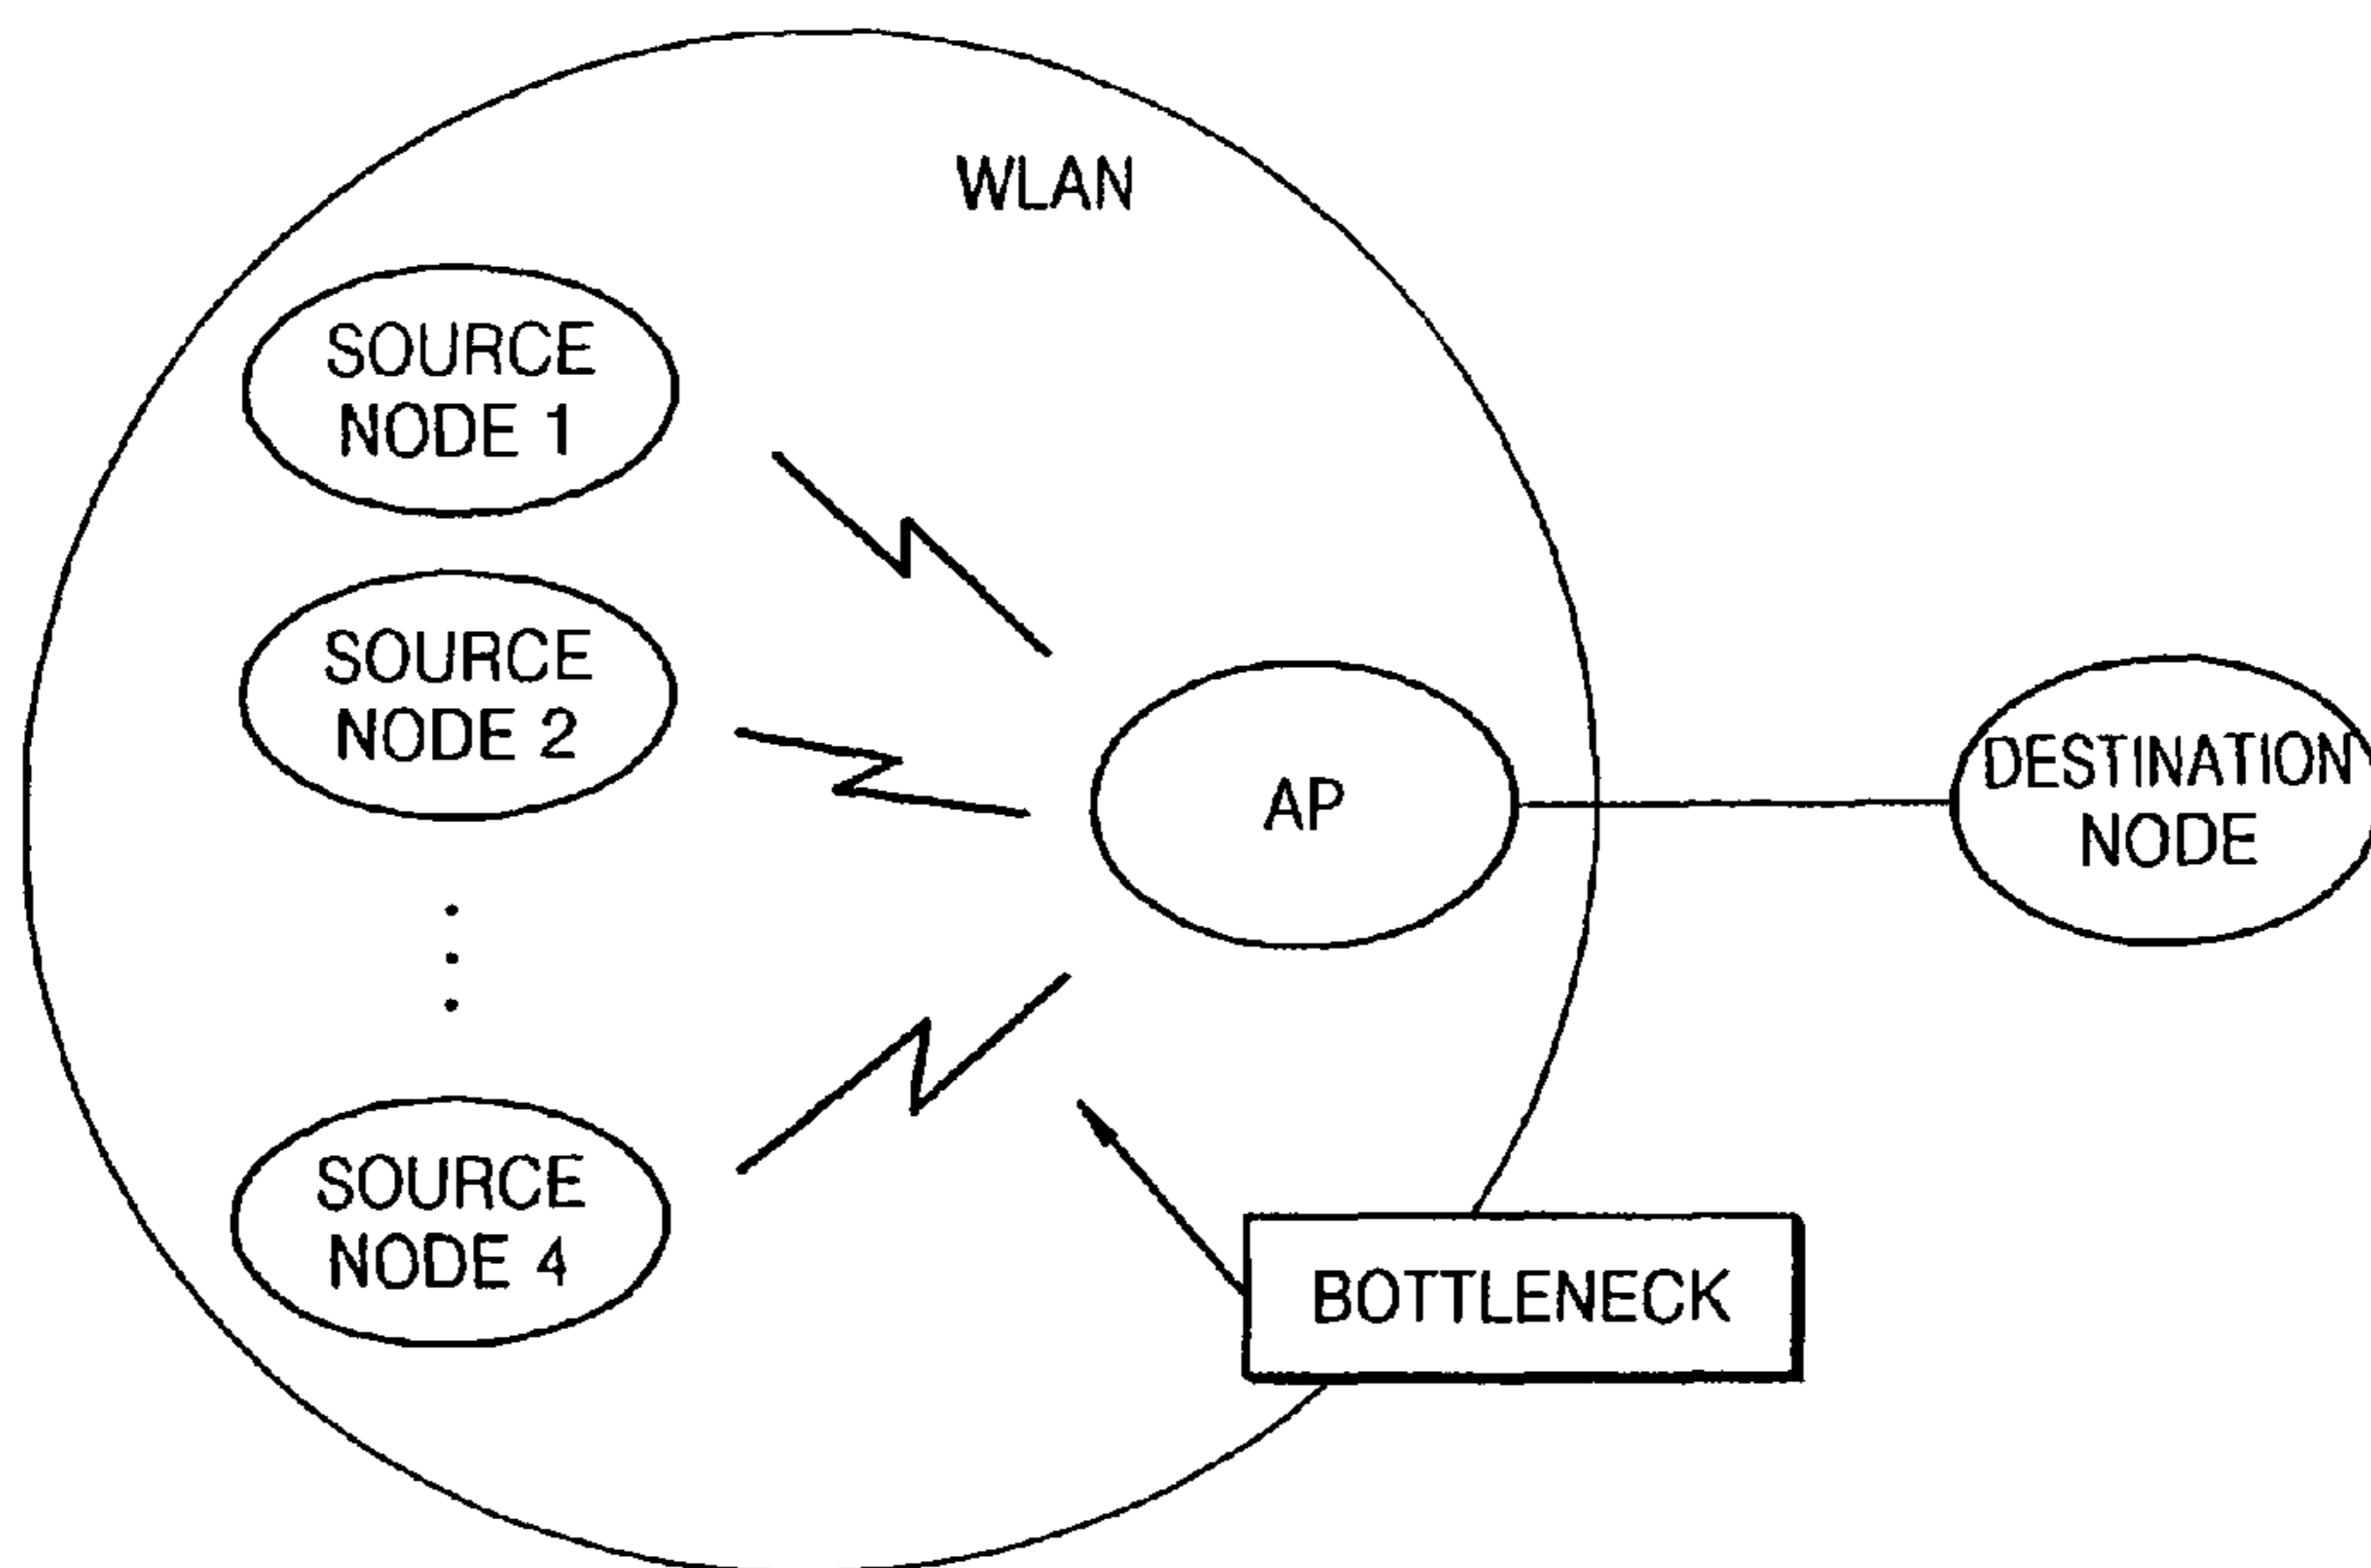 WLAN
SOURCE
NODE 1
SOURCE
NODE 2
AP
DESTINATION
NODE
SOURCE
NODE 4
BOTTLENECK